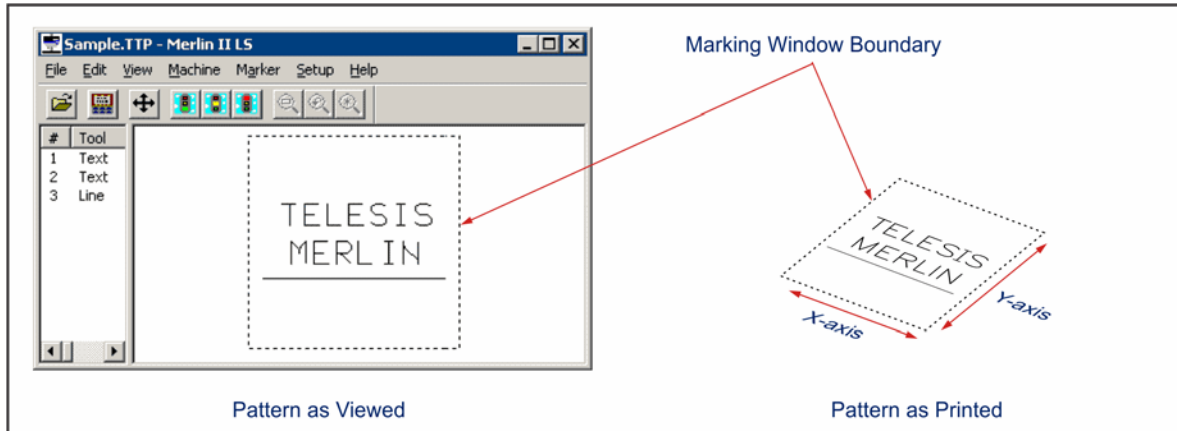 Sample.TTP - Merlin II LS
File Edit View Machine Marker Setup Help
# Tool
1 Text
2 Text
3 Line
TELESIS
MERLIN
Marking Window Boundary
TELESIS
MERLIN
X-axis
Y-axis
Pattern as Viewed
Pattern as Printed